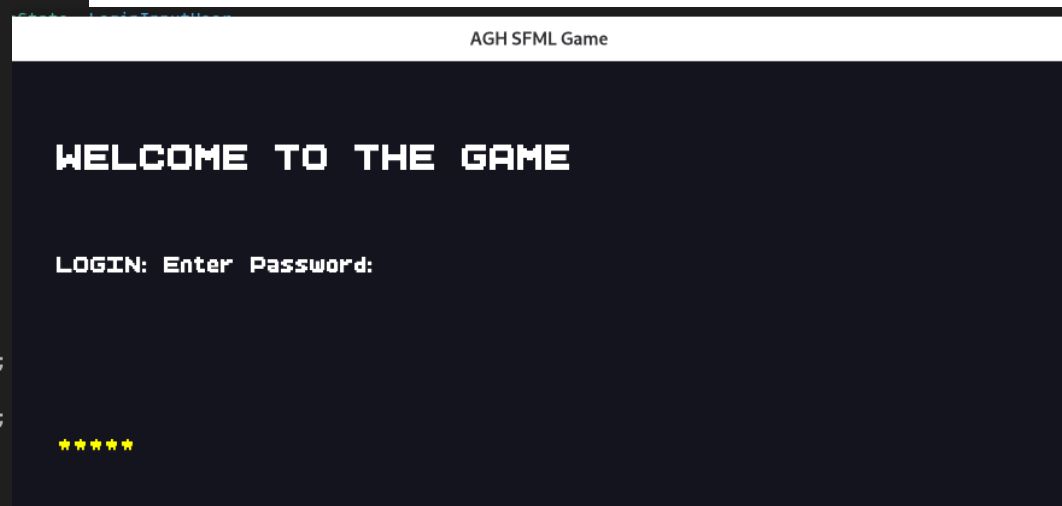 AGH SFML Game
WELCOME TO THE GAME
LOGIN: Enter Password:
*****